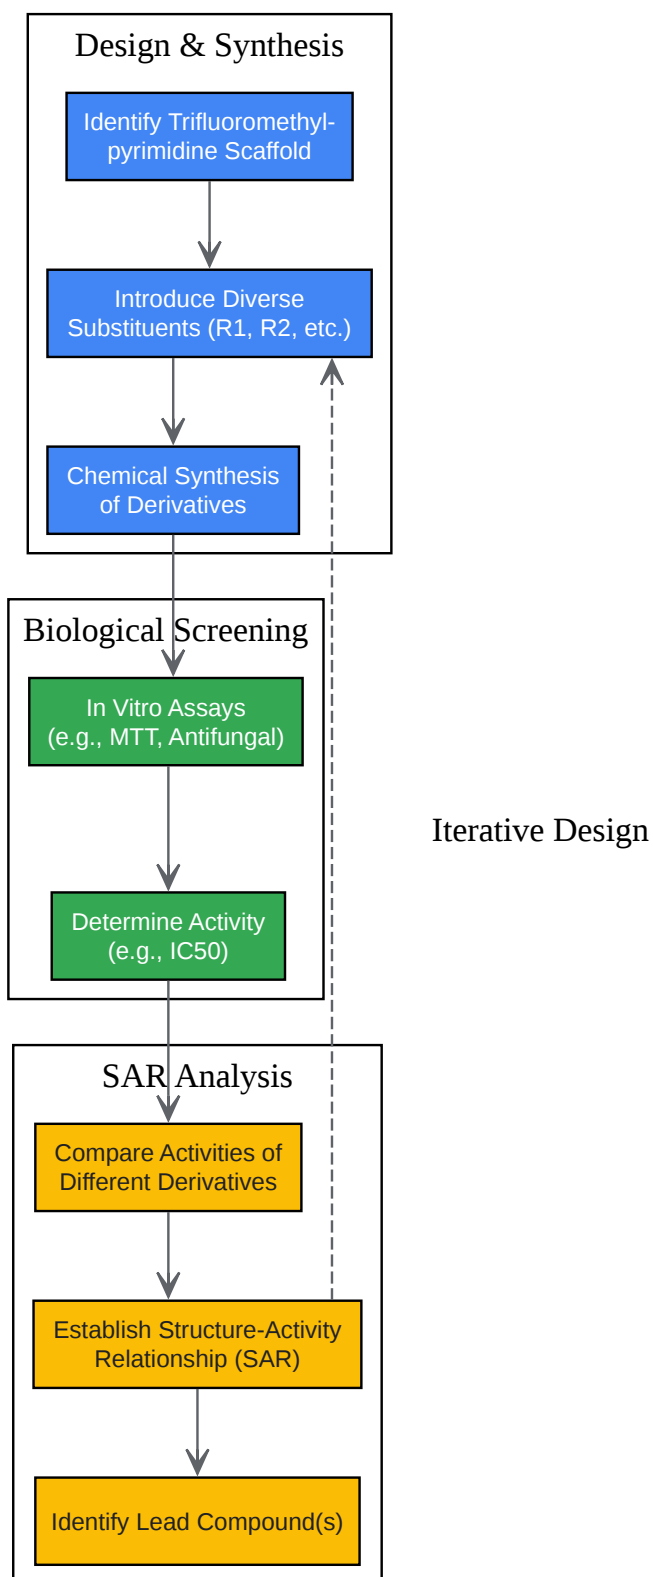 Design & Synthesis
Identify Trifluoromethyl-
pyrimidine Scaffold
Introduce Diverse
Substituents (R1, R2, etc.)
Chemical Synthesis
of Derivatives
Biological Screening
In Vitro Assays
(e.g., MTT, Antifungal)
Iterative Design
Determine Activity
(e.g., IC50)
SAR Analysis
Compare Activities of
Different Derivatives
Establish Structure-Activity
Relationship (SAR)
Identify Lead Compound(s)